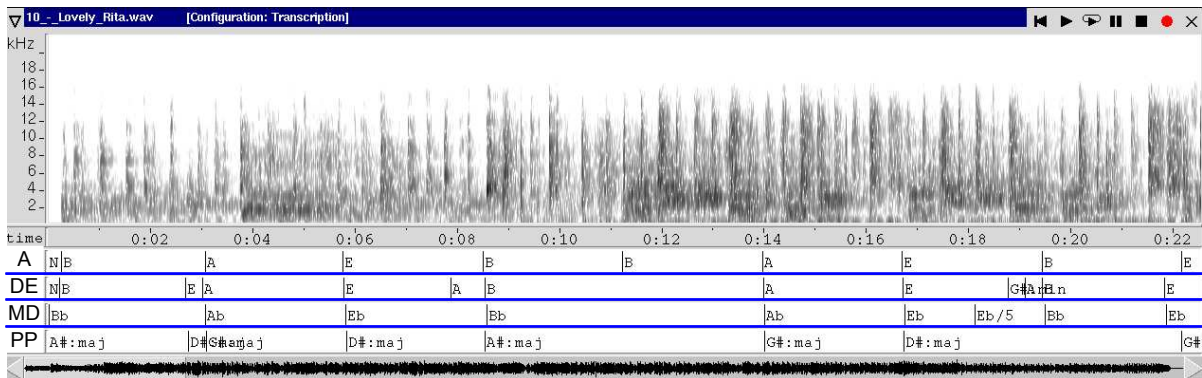 10_-_Lovely_Rita.wav [Configuration: Transcription]
kHz
18
16
14
12
10
8
6
4
2
time 0:02 0:04 0:06 0:08 0:10 0:12 0:14 0:16 0:18 0:20 0:22
A N B A E B B A E B E
DE N B E A E A B A E G# E
MD Bb Ab Eb Bb Ab Eb Eb/5 Bb Eb
PP A#:maj D# D#:maj A#:maj G#:maj D#:maj G#